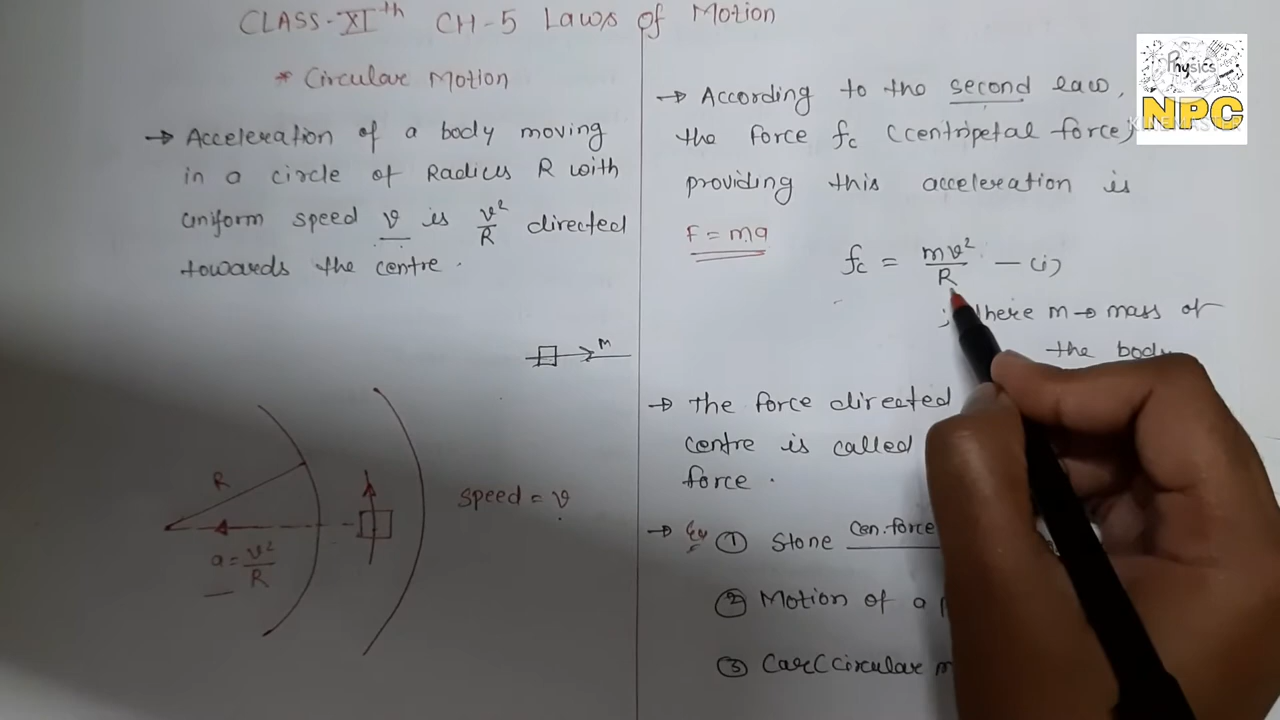 CLASS-XIth CH-5 Laws of Motion
* Circular Motion
→ Acceleration of a body moving
in a circle of Radius R with
uniform speed v is v²/R directed
towards the centre.
M
R
a = v²/R
speed = v
→ According to the second law,
the force fc (centripetal force)
providing this acceleration is
F = ma
fc = mv²/R — (i)
; where m → mass of
the body
→ The force directed
centre is called
force.
→ Eg ① Stone Cen. force
② Motion of a
③ Car (circular m
Physics
NPC